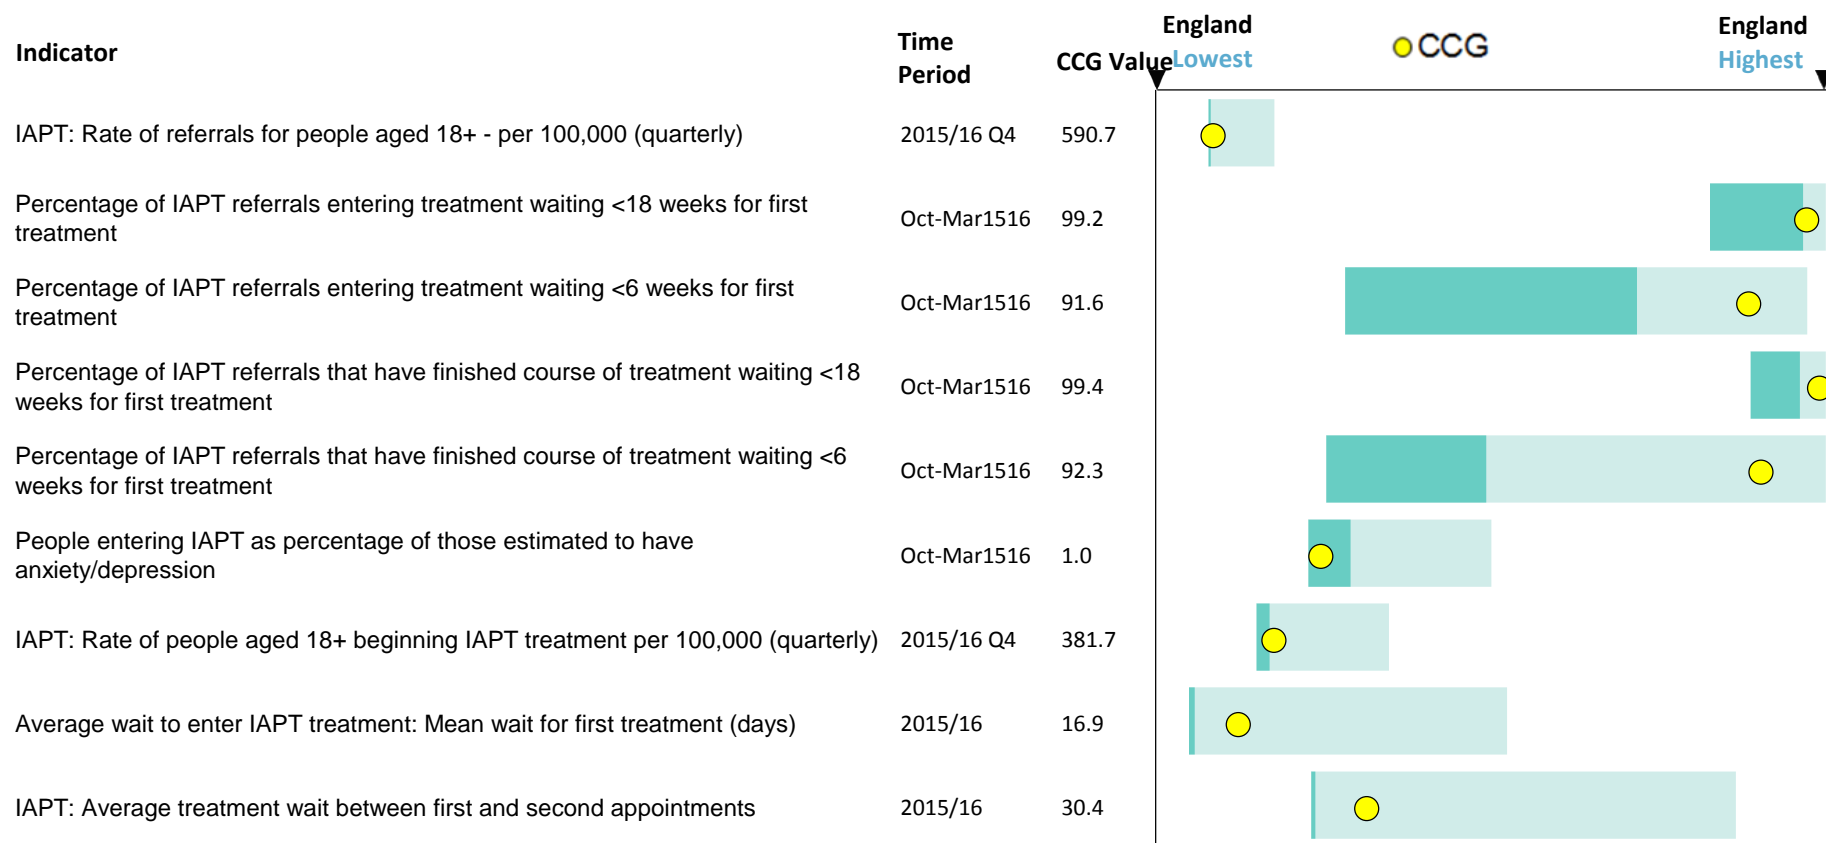 Indicator
Time
Period
CCG Value
England
Lowest
CCG
England
Highest
IAPT: Rate of referrals for people aged 18+ - per 100,000 (quarterly) 2015/16 Q4 590.7
Percentage of IAPT referrals entering treatment waiting <18 weeks for first
treatment
Oct-Mar1516 99.2
Percentage of IAPT referrals entering treatment waiting <6 weeks for first
treatment
Oct-Mar1516 91.6
Percentage of IAPT referrals that have finished course of treatment waiting <18
weeks for first treatment
Oct-Mar1516 99.4
Percentage of IAPT referrals that have finished course of treatment waiting <6
weeks for first treatment
Oct-Mar1516 92.3
People entering IAPT as percentage of those estimated to have
anxiety/depression
Oct-Mar1516 1.0
IAPT: Rate of people aged 18+ beginning IAPT treatment per 100,000 (quarterly) 2015/16 Q4 381.7
Average wait to enter IAPT treatment: Mean wait for first treatment (days) 2015/16 16.9
IAPT: Average treatment wait between first and second appointments 2015/16 30.4